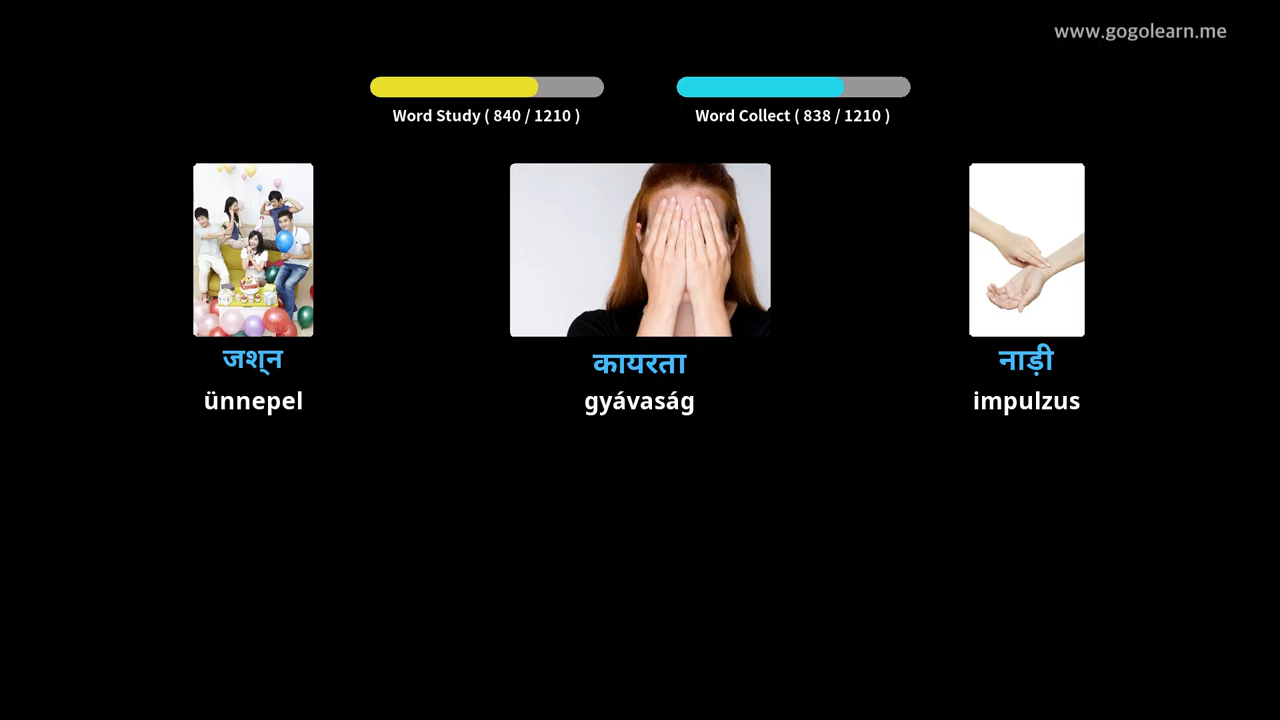 www.gogolearn.me
Word Study ( 840 / 1210 )
Word Collect ( 838 / 1210 )
जश्‌न
कायरता
नाड़ी
ünnepel
gyávaság
impulzus